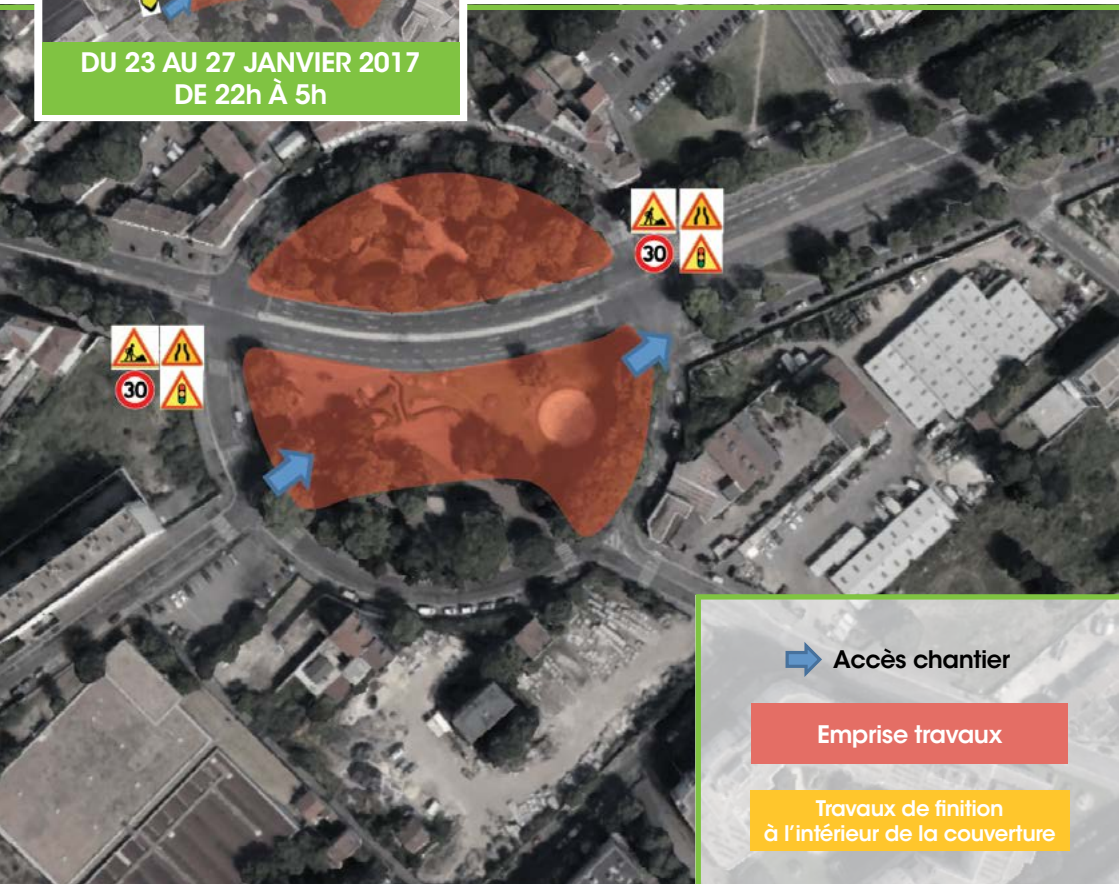 DU 23 AU 27 JANVIER 2017
DE 22h À 5h
30
30
Accès chantier
Emprise travaux
Travaux de finition
à l'intérieur de la couverture